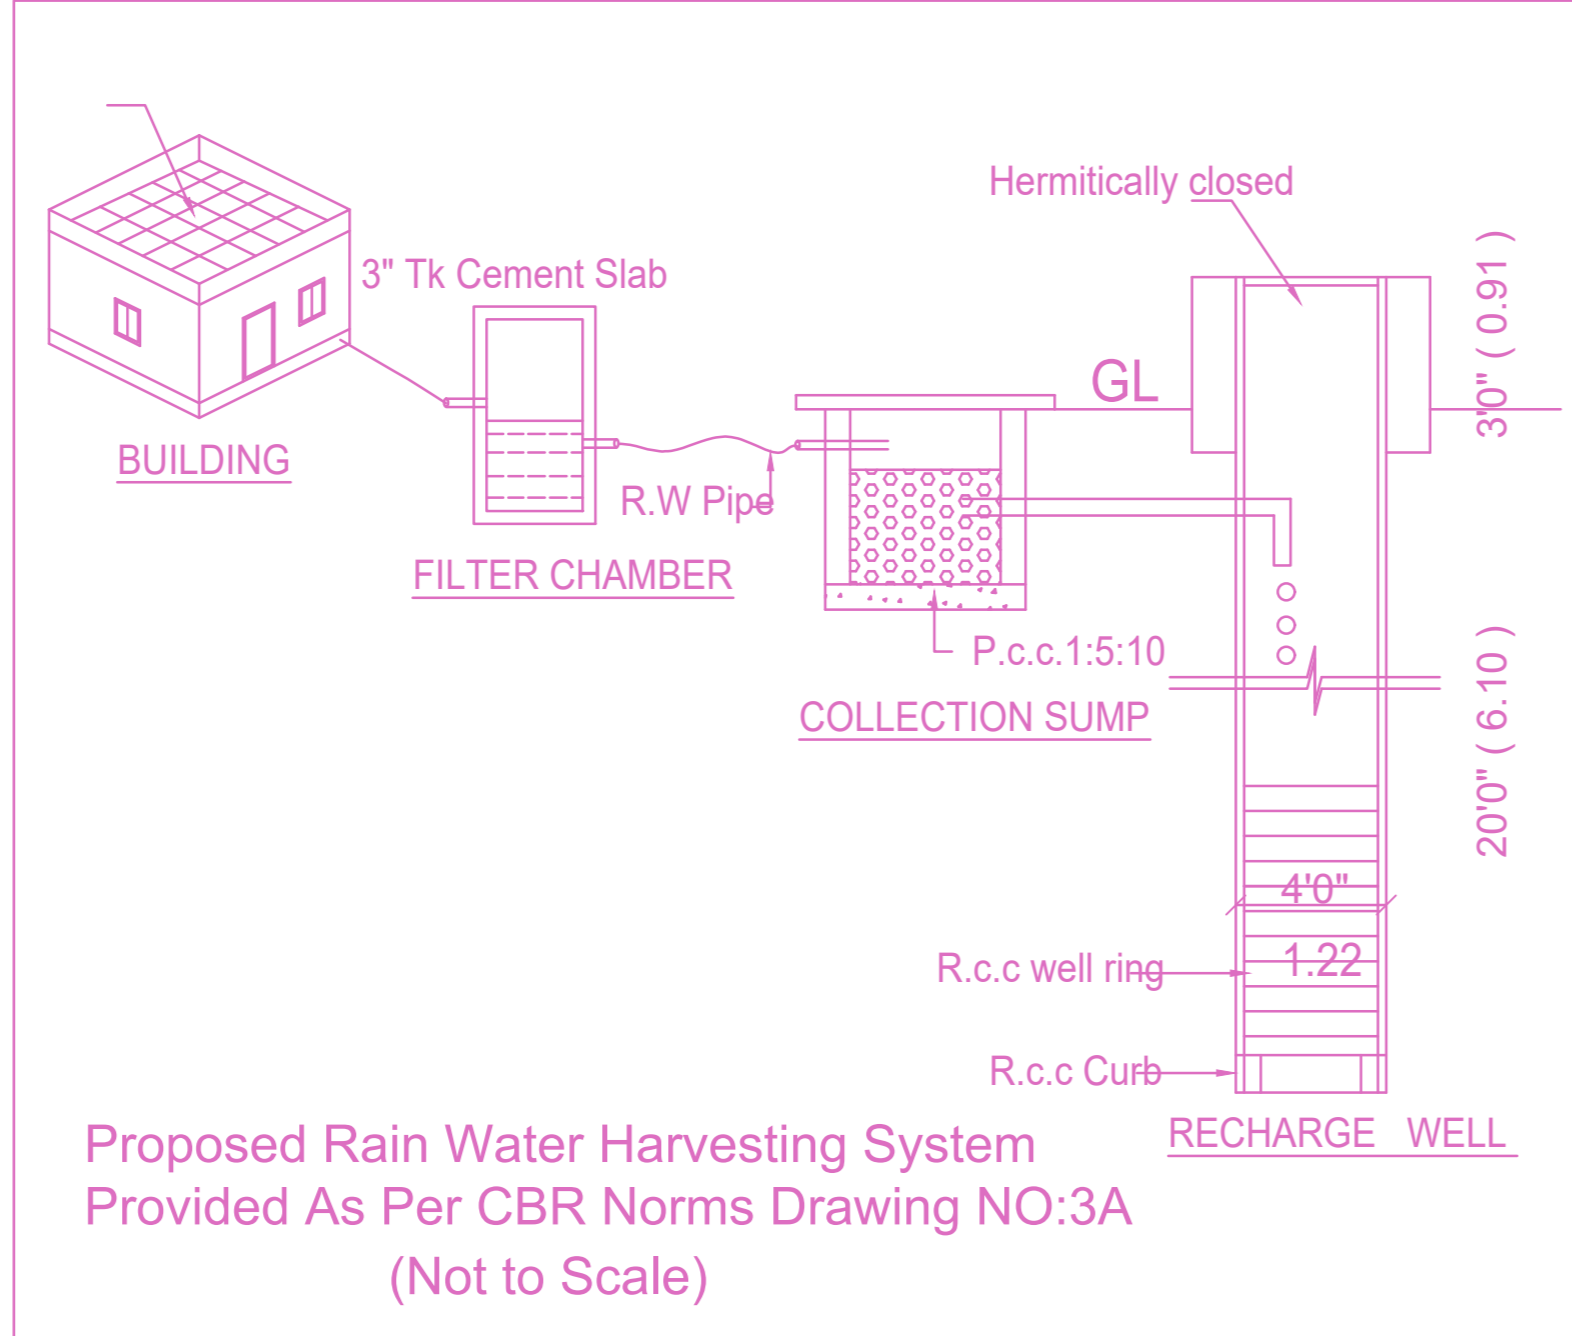 Hermitically closed
3" Tk Cement Slab
3'0" ( 0.91 )
GL
BUILDING
R.W Pipe
FILTER CHAMBER
P.c.c.1:5:10
20'0" ( 6.10 )
COLLECTION SUMP
4'0"
1.22
R.c.c well ring
R.c.c Curb
RECHARGE WELL
Proposed Rain Water Harvesting System
Provided As Per CBR Norms Drawing NO:3A
(Not to Scale)